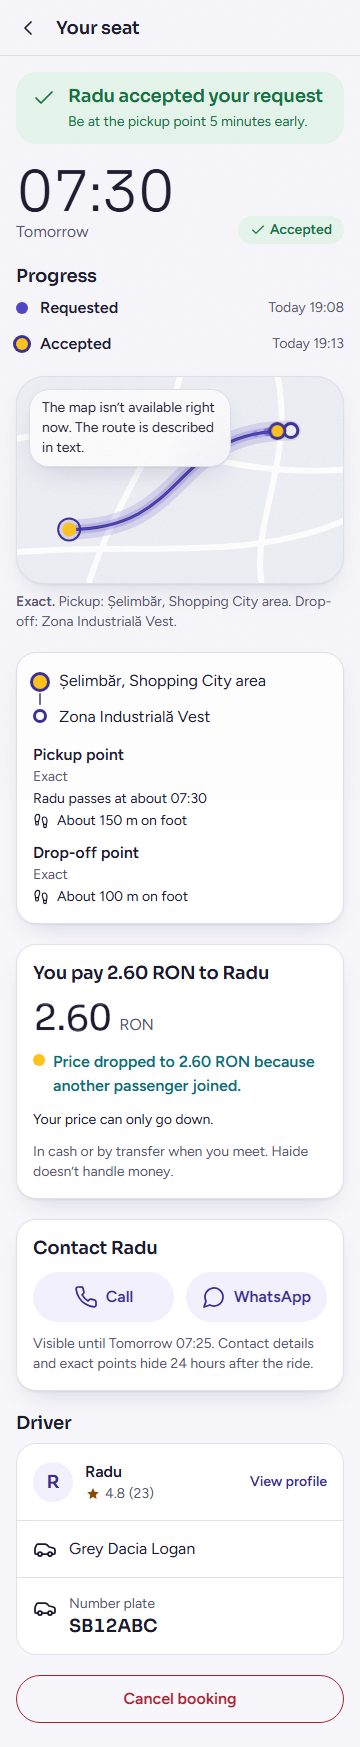 Your seat
Radu accepted your request
Be at the pickup point 5 minutes early.
07:30
Tomorrow
Accepted
Progress
Requested
Today 19:08
Accepted
Today 19:13
The map isn't available right
now. The route is described
in text.
Exact. Pickup: Șelimbăr, Shopping City area. Drop-
off: Zona Industrială Vest.
Șelimbăr, Shopping City area
Zona Industrială Vest
Pickup point
Exact
Radu passes at about 07:30
About 150 m on foot
Drop-off point
Exact
About 100 m on foot
You pay 2.60 RON to Radu
2.60 RON
Price dropped to 2.60 RON because
another passenger joined.
Your price can only go down.
In cash or by transfer when you meet. Haide
doesn't handle money.
Contact Radu
Call
WhatsApp
Visible until Tomorrow 07:25. Contact details
and exact points hide 24 hours after the ride.
Driver
R
Radu
4.8 (23)
View profile
Grey Dacia Logan
Number plate
SB12ABC
Cancel booking